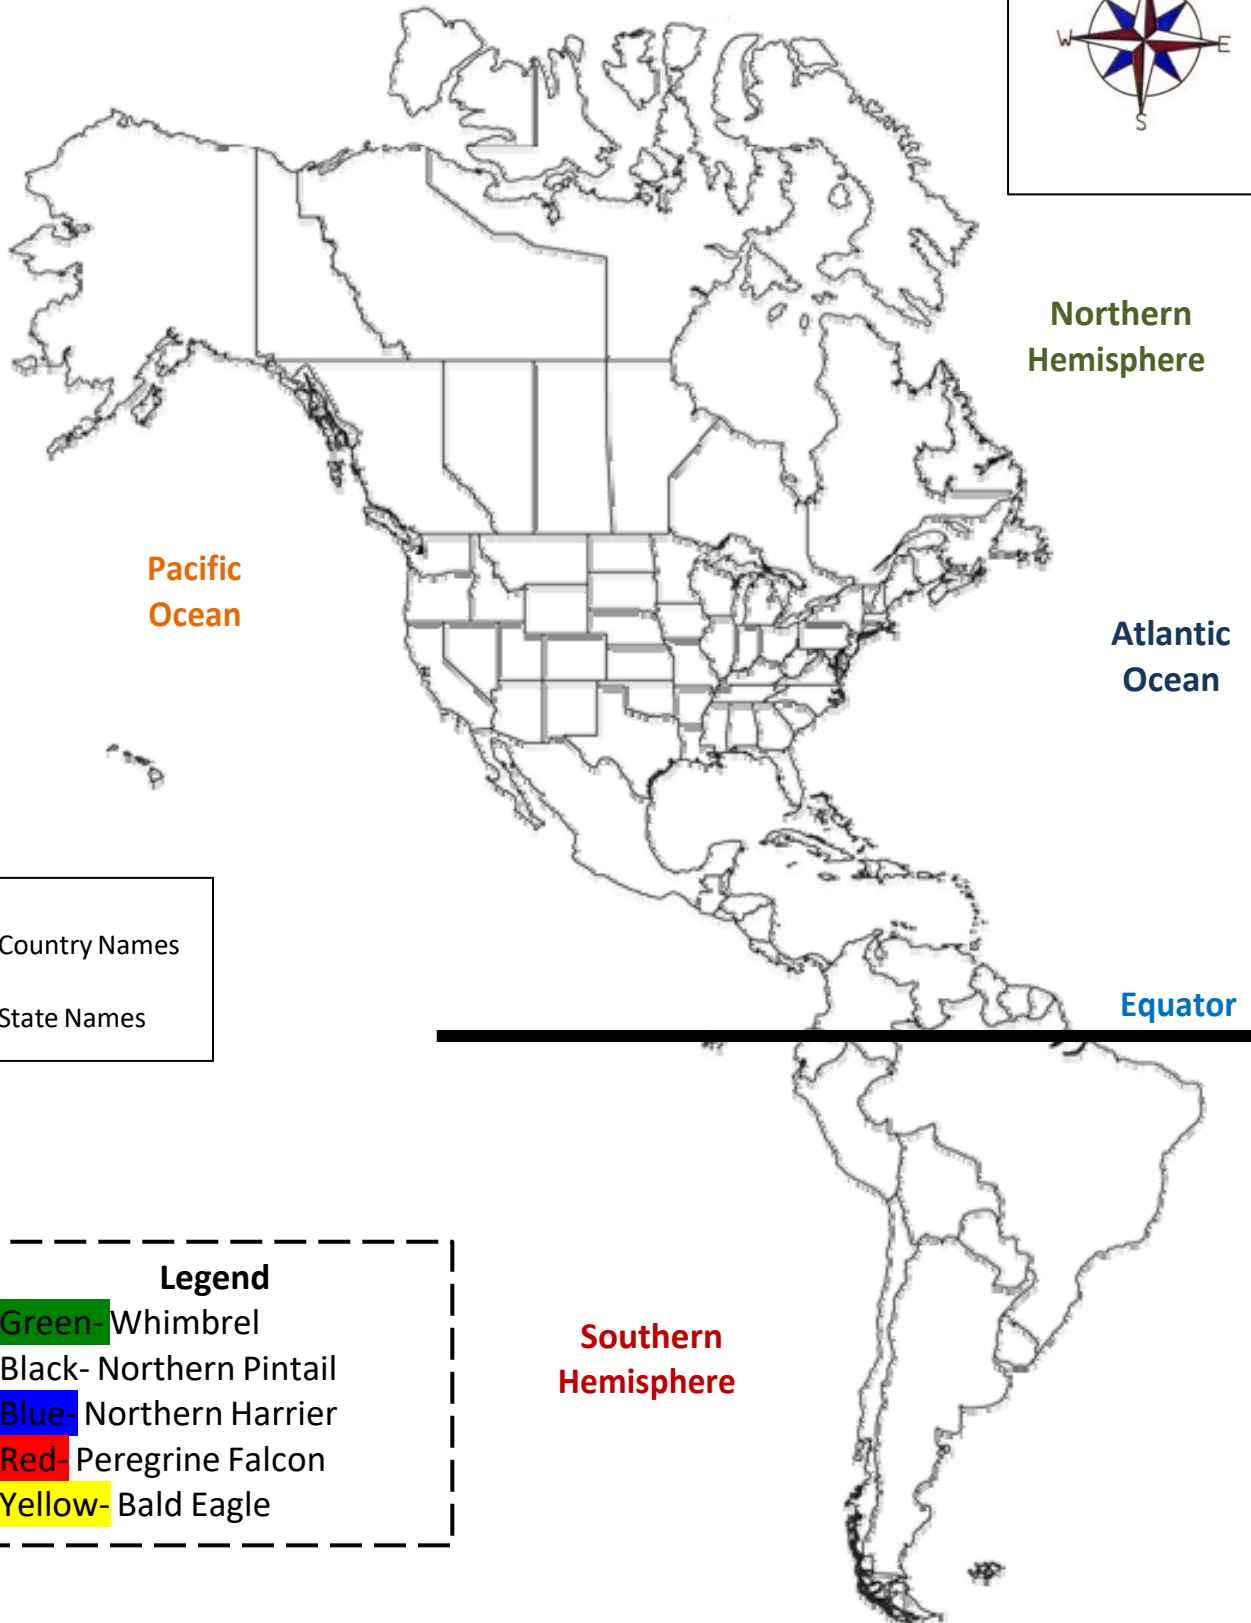 W E
S
Northern
Hemisphere
Pacific
Ocean
Atlantic
Ocean
Country Names
State Names
Equator
Legend
Green- Whimbrel
Black- Northern Pintail
Blue- Northern Harrier
Red- Peregrine Falcon
Yellow- Bald Eagle
Southern
Hemisphere